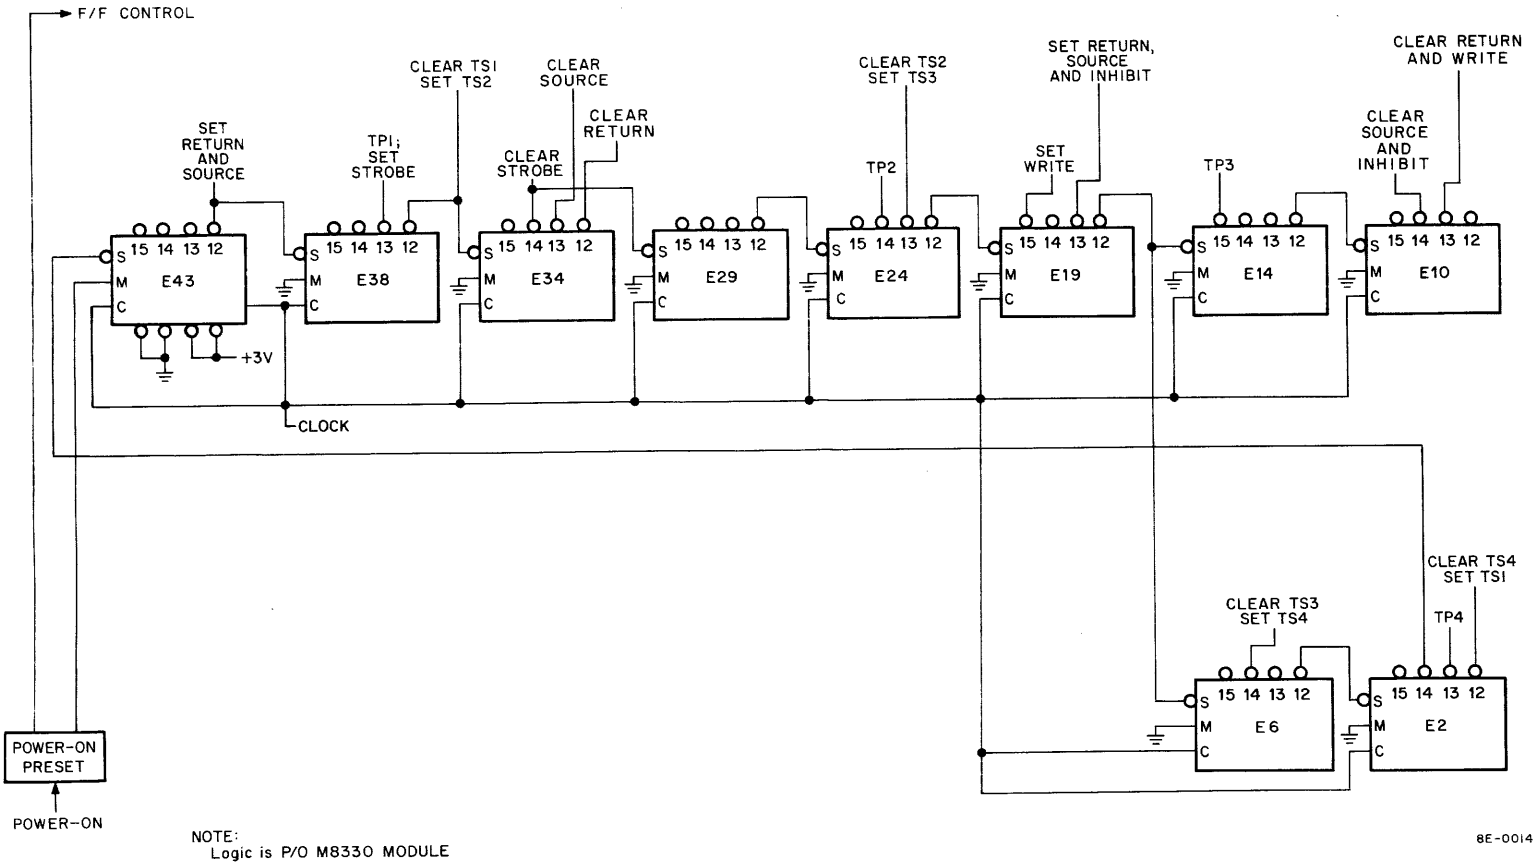 F/F CONTROL
SET
RETURN
AND
SOURCE
TP1;
SET
STROBE
CLEAR TS1
SET TS2
CLEAR
SOURCE
CLEAR
RETURN
CLEAR
STROBE
CLEAR TS2
SET TS3
TP2
SET RETURN,
SOURCE
AND INHIBIT
SET
WRITE
TP3
CLEAR RETURN
AND WRITE
CLEAR
SOURCE
AND
INHIBIT
15 14 13 12
S
M E43
C
+3V
15 14 13 12
S
M E38
C
15 14 13 12
S
M E34
C
15 14 13 12
S
M E29
C
15 14 13 12
S
M E24
C
15 14 13 12
S
M E19
C
15 14 13 12
S
M E14
C
15 14 13 12
S
M E10
C
CLOCK
CLEAR TS3
SET TS4
CLEAR TS4
SET TS1
TP4
15 14 13 12
S
M E6
C
15 14 13 12
S
M E2
C
POWER-ON
PRESET
POWER-ON
NOTE:
Logic is P/O M8330 MODULE
8E-0014